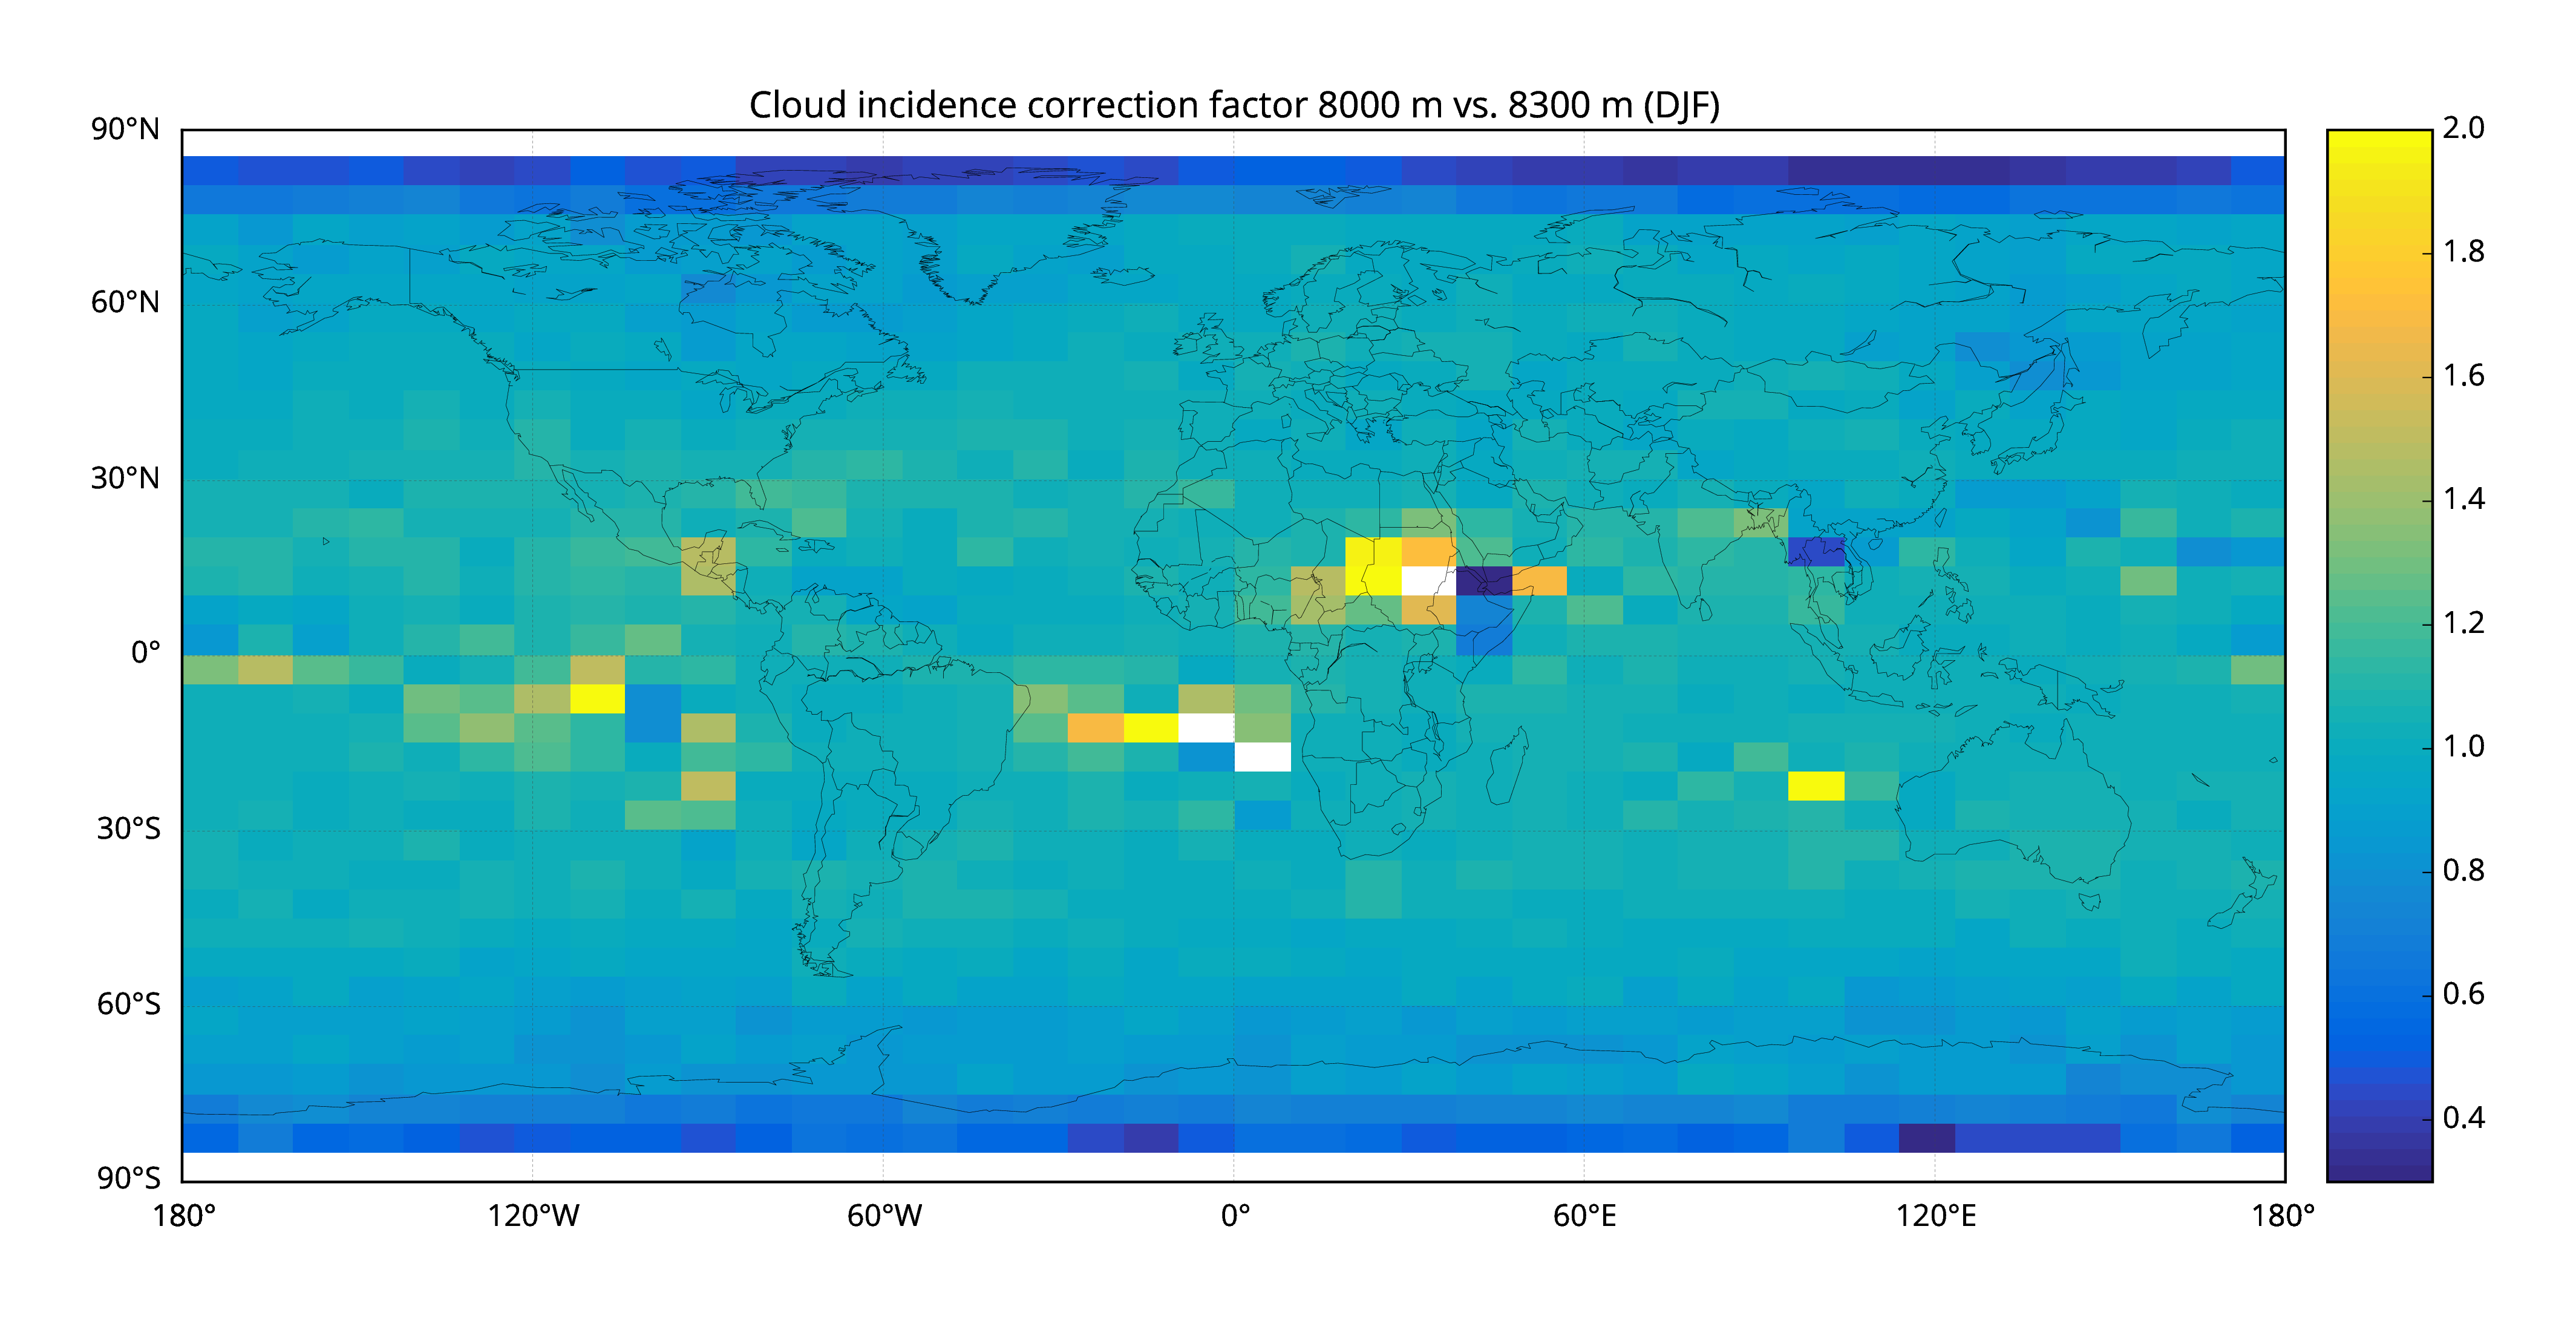 Cloud incidence correction factor 8000 m vs. 8300 m (DJF)
90°N
60°N
30°N
0°
30°S
60°S
90°S
180°
120°W
60°W
0°
60°E
120°E
180°
2.0
1.8
1.6
1.4
1.2
1.0
0.8
0.6
0.4